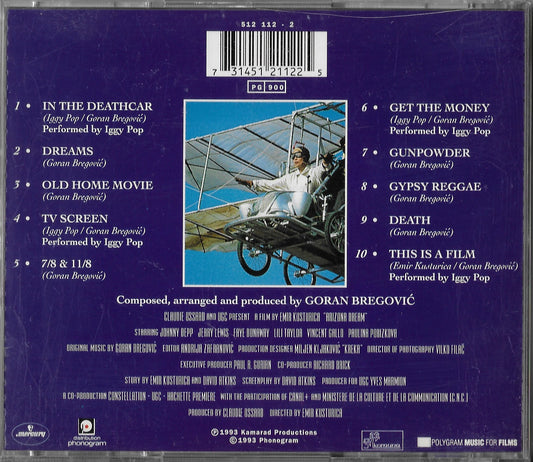 512 112 - 2
7 31451 21122 5
PG 900
1 • IN THE DEATHCAR
(Iggy Pop / Goran Bregović)
Performed by Iggy Pop
2 • DREAMS
(Goran Bregović)
3 • OLD HOME MOVIE
(Goran Bregović)
4 • TV SCREEN
(Iggy Pop / Goran Bregović)
Performed by Iggy Pop
5 • 7/8 & 11/8
(Goran Bregović)
6 • GET THE MONEY
(Iggy Pop / Goran Bregović)
Performed by Iggy Pop
7 • GUNPOWDER
(Goran Bregović)
8 • GYPSY REGGAE
(Goran Bregović)
9 • DEATH
(Goran Bregović)
10 • THIS IS A FILM
(Emir Kusturica / Goran Bregović)
Performed by Iggy Pop
Composed, arranged and produced by GORAN BREGOVIĆ
CLAUDIE OSSARD AND UGC PRESENT A FILM BY EMIR KUSTURICA "ARIZONA DREAM"
STARRING JOHNNY DEPP JERRY LEWIS FAYE DUNAWAY LILI TAYLOR VINCENT GALLO PAULINA PORIZKOVA
ORIGINAL MUSIC BY GORAN BREGOVIĆ EDITOR ANDRIJA ZAFRANOVIĆ PRODUCTION DESIGNER MILJEN KLJAKOVIĆ "KREKA" DIRECTOR OF PHOTOGRAPHY VILKO FILAČ
EXECUTIVE PRODUCER PAUL R. GURIAN CO-PRODUCER RICHARD BRICK
STORY BY EMIR KUSTURICA AND DAVID ATKINS SCREENPLAY BY DAVID ATKINS PRODUCER FOR UGC YVES MARMION
A CO-PRODUCTION CONSTELLATION - UGC - HACHETTE PREMIERE WITH THE PARTICIPATION OF CANAL+ AND MINISTERE DE LA CULTURE ET DE LA COMMUNICATION (C.N.C.)
PRODUCED BY CLAUDIE OSSARD DIRECTED BY EMIR KUSTURICA
℗ 1993 Kamarad Productions
© 1993 Phonogram
mercury
distribution
phonogram
POLYGRAM MUSIC FOR FILMS